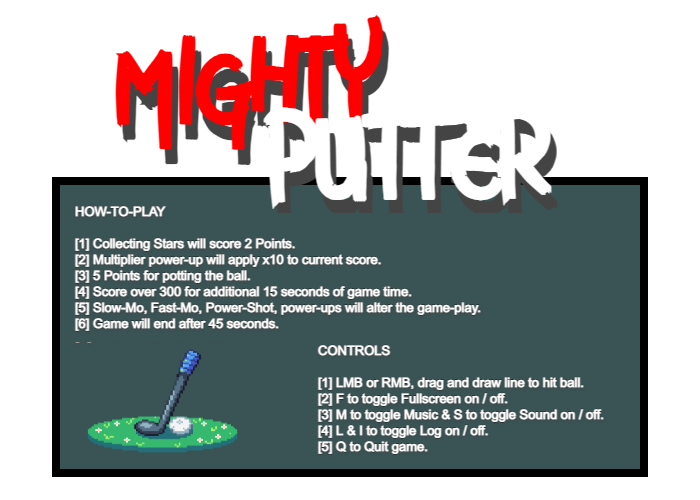 MIGHTY
PUTTER
HOW-TO-PLAY
[1] Collecting Stars will score 2 Points.
[2] Multiplier power-up will apply x10 to current score.
[3] 5 Points for potting the ball.
[4] Score over 300 for additional 15 seconds of game time.
[5] Slow-Mo, Fast-Mo, Power-Shot, power-ups will alter the game-play.
[6] Game will end after 45 seconds.
CONTROLS
[1] LMB or RMB, drag and draw line to hit ball.
[2] F to toggle Fullscreen on / off.
[3] M to toggle Music & S to toggle Sound on / off.
[4] L & I to toggle Log on / off.
[5] Q to Quit game.